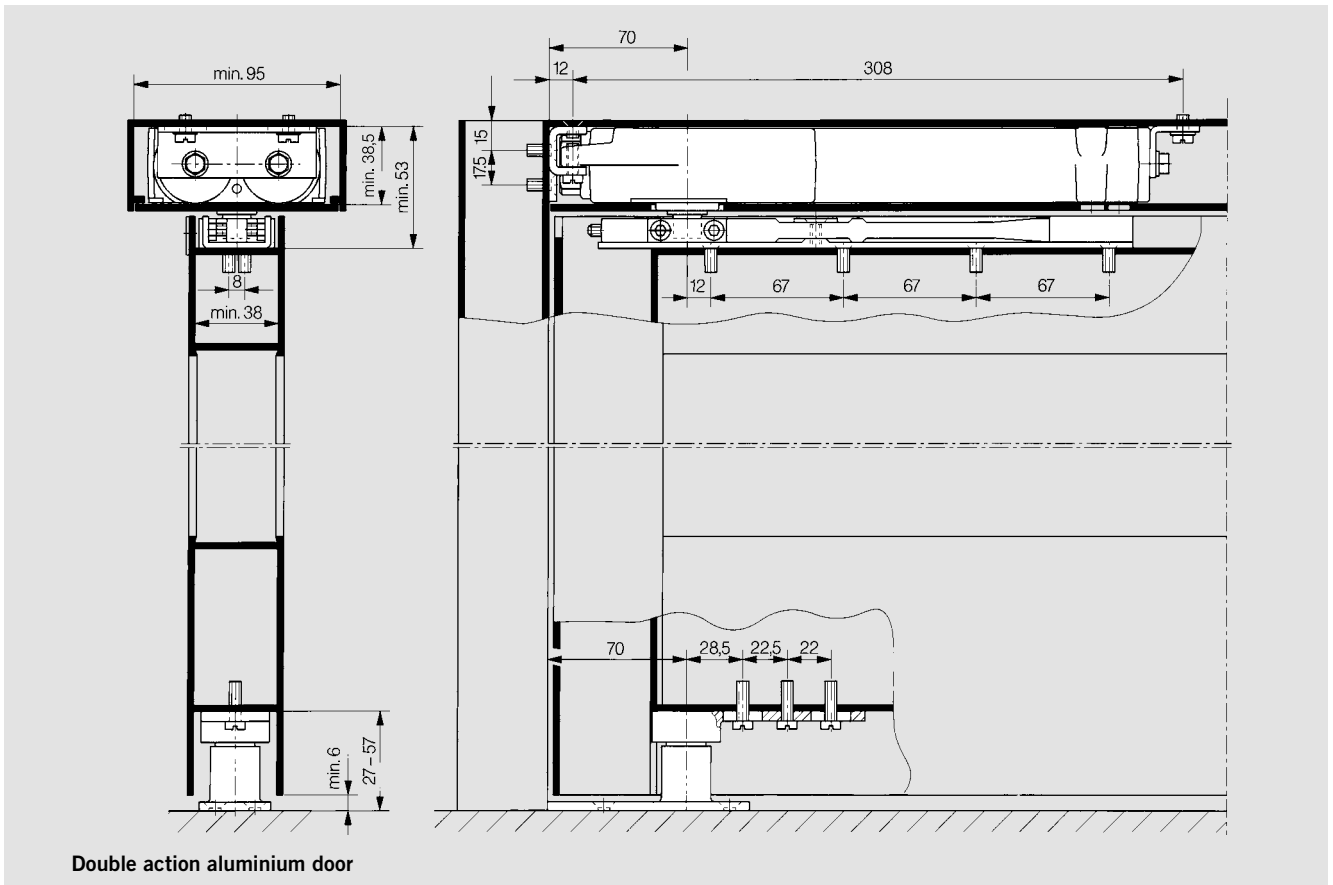 70
12
308
min. 95
15
17.5
min. 38,5
min. 53
8
min. 38
12
67
67
67
70
28,5
22,5
22
min. 6
27 – 57
Double action aluminium door